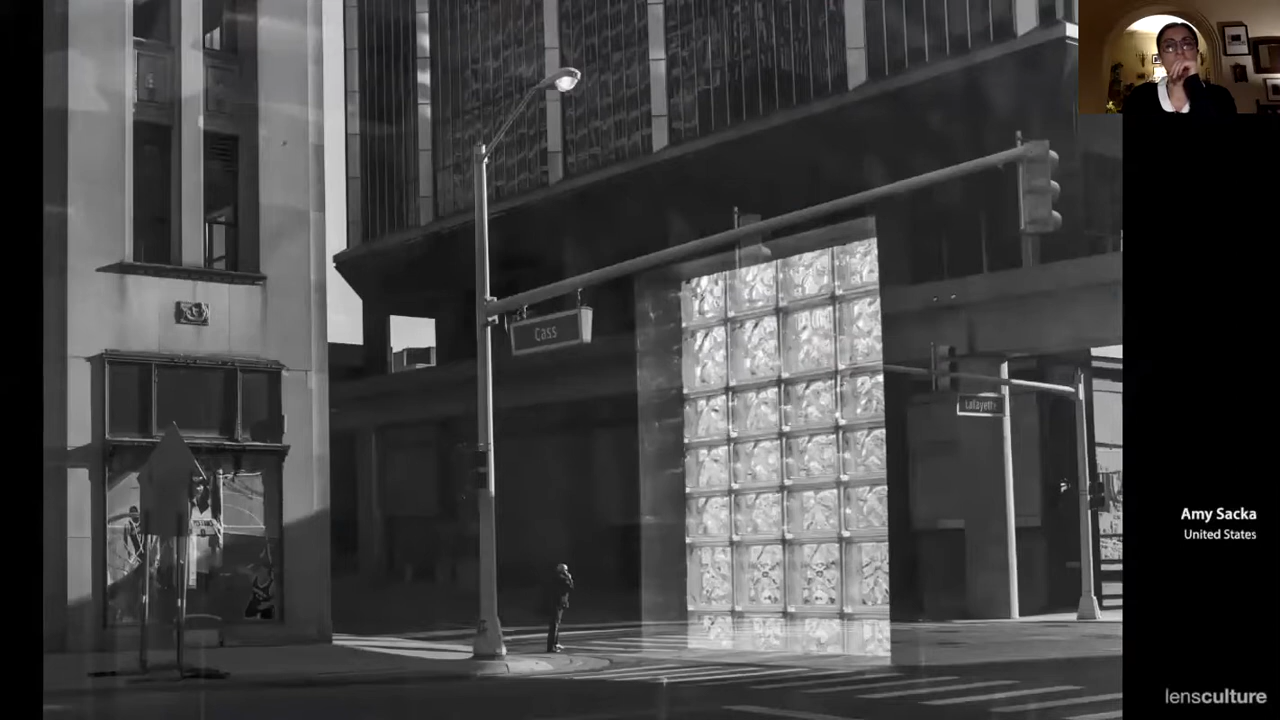 Cass
Lafayette
Amy Sacka
United States
lensculture